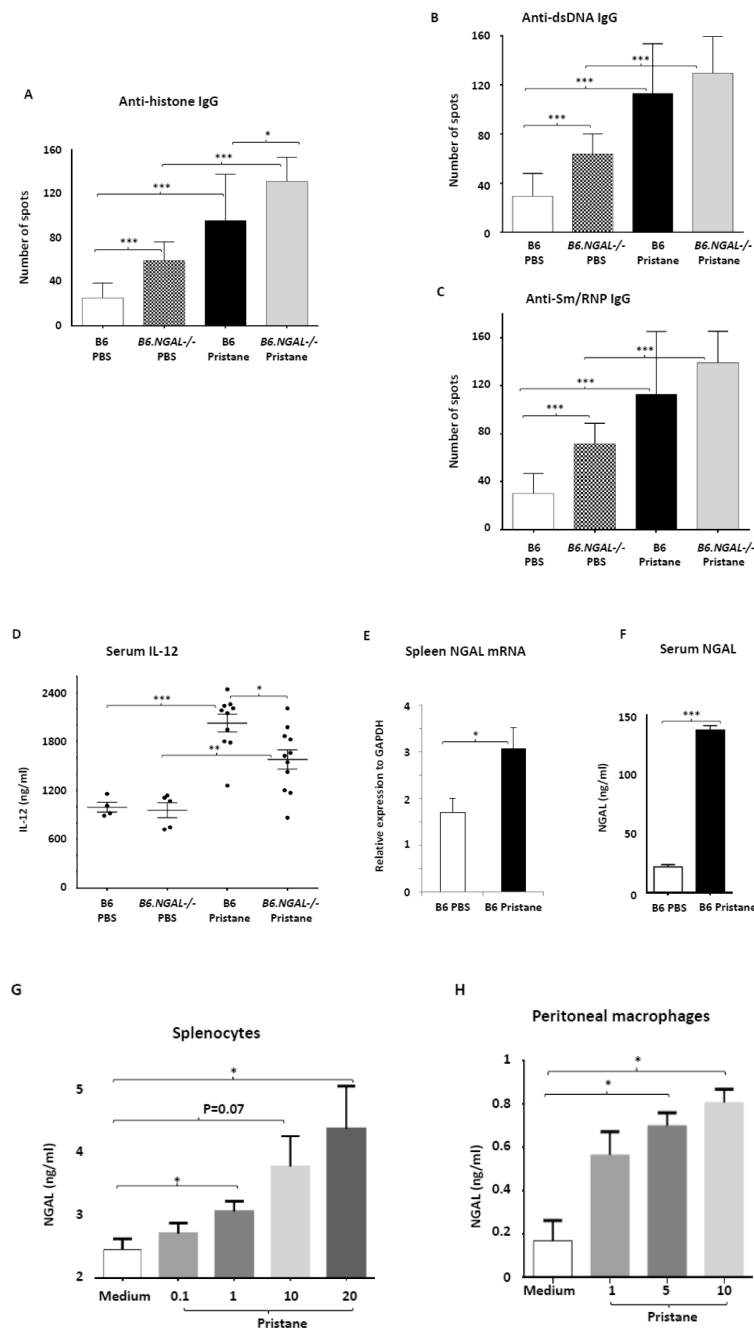 A
Anti-histone IgG
Number of spots
160
120
80
40
0
***
***
***
*
B6
PBS
B6.NGAL-/-
PBS
B6
Pristane
B6.NGAL-/-
Pristane
B
Anti-dsDNA IgG
Number of spots
160
120
80
40
0
***
***
***
B6
PBS
B6.NGAL-/-
PBS
B6
Pristane
B6.NGAL-/-
Pristane
C
Anti-Sm/RNP IgG
Number of spots
160
120
80
40
0
***
***
***
B6
PBS
B6.NGAL-/-
PBS
B6
Pristane
B6.NGAL-/-
Pristane
D
Serum IL-12
IL-12 (ng/ml)
2400
1800
1200
600
0
***
*
**
B6
PBS
B6.NGAL-/-
PBS
B6
Pristane
B6.NGAL-/-
Pristane
E
Spleen NGAL mRNA
Relative expression to GAPDH
4
3
2
1
0
*
B6 PBS
B6 Pristane
F
Serum NGAL
NGAL (ng/ml)
150
100
50
0
***
B6 PBS
B6 Pristane
G
Splenocytes
NGAL (ng/ml)
5
4
3
2
*
P=0.07
*
Medium 0.1 1 10 20
Pristane
H
Peritoneal macrophages
NGAL (ng/ml)
1
0.8
0.6
0.4
0.2
0
*
*
Medium 1 5 10
Pristane